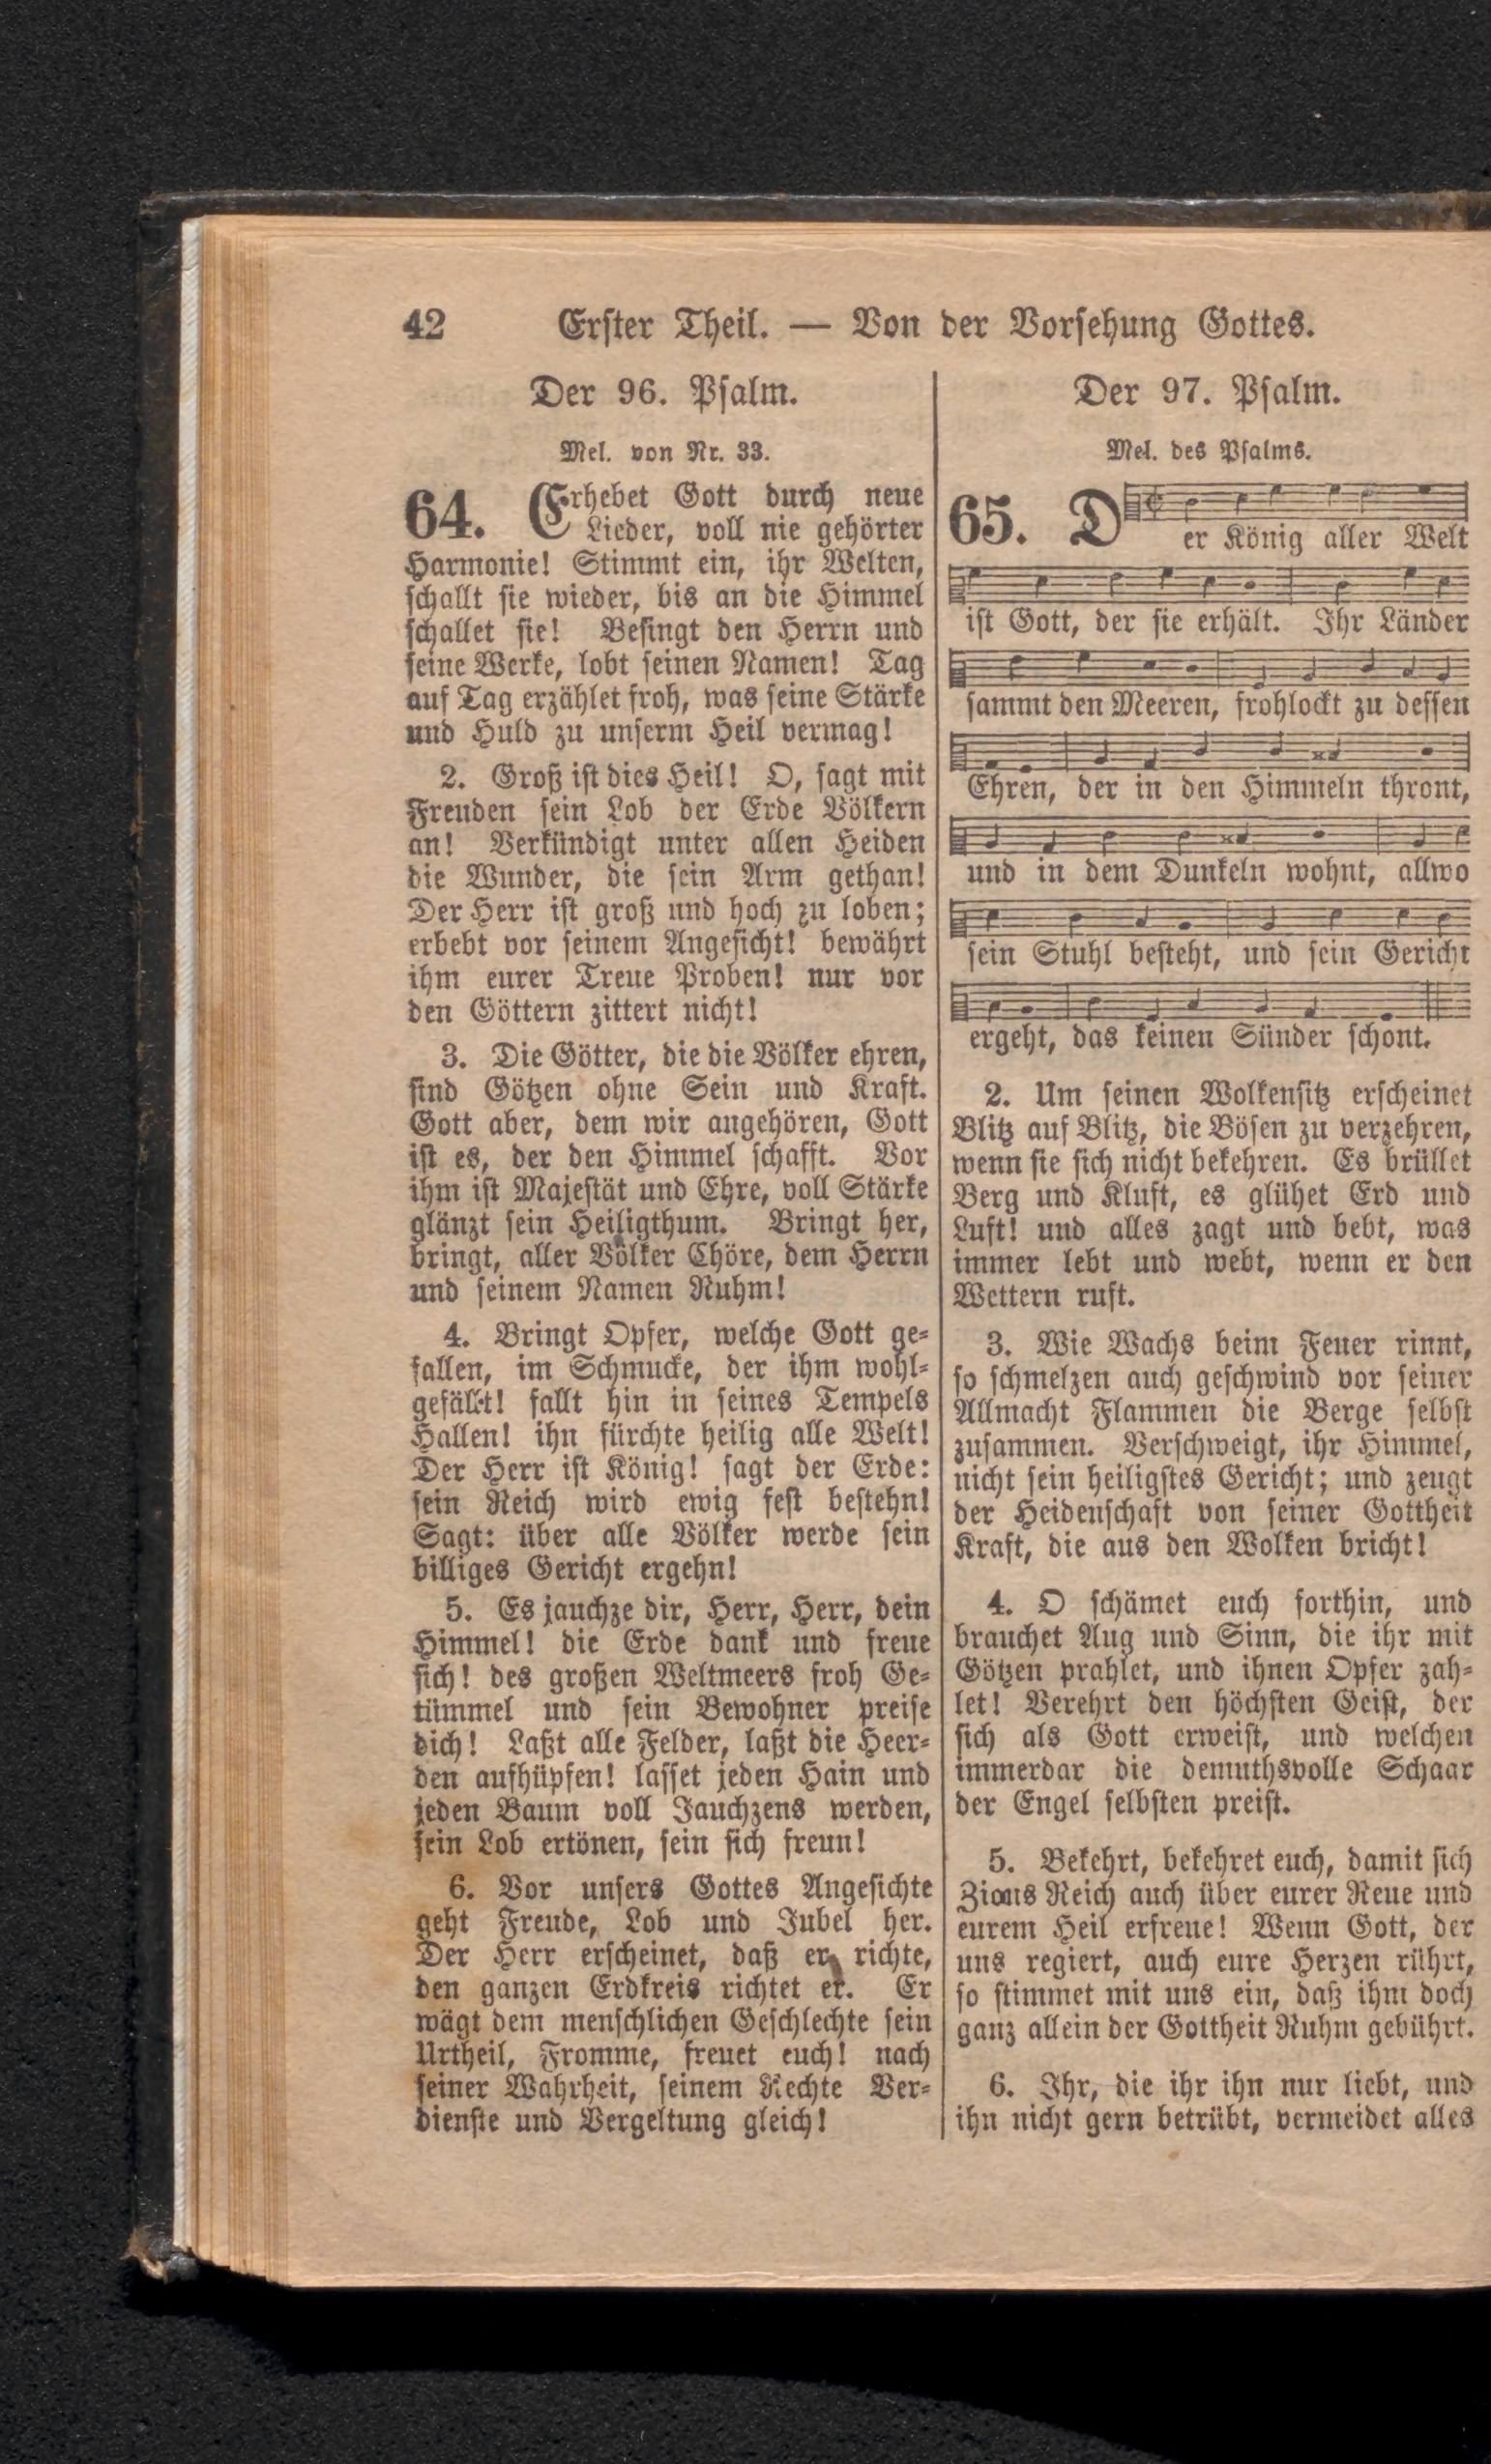 42 Erster Theil. — Von der Vorsehung Gottes.
Der 96. Psalm.
Mel. von Nr. 33.
64. Erhebet Gott durch neue
Lieder, voll nie gehörter
Harmonie! Stimmt ein, ihr Welten,
schallt sie wieder, bis an die Himmel
schallet sie! Besingt den Herrn und
seine Werke, lobt seinen Namen! Tag
auf Tag erzählet froh, was seine Stärke
und Huld zu unserm Heil vermag!
2. Groß ist dies Heil! O, sagt mit
Freuden sein Lob der Erde Völkern
an! Verkündigt unter allen Heiden
die Wunder, die sein Arm gethan!
Der Herr ist groß und hoch zu loben;
erbebt vor seinem Angesicht! bewährt
ihm eurer Treue Proben! nur vor
den Göttern zittert nicht!
3. Die Götter, die die Völker ehren,
sind Götzen ohne Sein und Kraft.
Gott aber, dem wir angehören, Gott
ist es, der den Himmel schafft. Vor
ihm ist Majestät und Ehre, voll Stärke
glänzt sein Heiligthum. Bringt her,
bringt, aller Völker Chöre, dem Herrn
und seinem Namen Ruhm!
4. Bringt Opfer, welche Gott ge-
fallen, im Schmucke, der ihm wohl-
gefällt! fallt hin in seines Tempels
Hallen! ihn fürchte heilig alle Welt!
Der Herr ist König! sagt der Erde:
sein Reich wird ewig fest bestehn!
Sagt: über alle Völker werde sein
billiges Gericht ergehn!
5. Es jauchze dir, Herr, Herr, dein
Himmel! die Erde dank und freue
sich! des großen Weltmeers froh Ge-
tümmel und sein Bewohner preise
dich! Laßt alle Felder, laßt die Heer-
den aufhüpfen! lasset jeden Hain und
jeden Baum voll Jauchzens werden,
sein Lob ertönen, sein sich freun!
6. Vor unsers Gottes Angesichte
geht Freude, Lob und Jubel her.
Der Herr erscheinet, daß er richte,
den ganzen Erdkreis richtet er. Er
wägt dem menschlichen Geschlechte sein
Urtheil, Fromme, freuet euch! nach
seiner Wahrheit, seinem Rechte Ver-
dienste und Vergeltung gleich!
Der 97. Psalm.
Mel. des Psalms.
65. Der König aller Welt
ist Gott, der sie erhält. Ihr Länder
sammt den Meeren, frohlockt zu dessen
Ehren, der in den Himmeln thront,
und in dem Dunkeln wohnt, allwo
sein Stuhl besteht, und sein Gericht
ergeht, das keinen Sünder schont.
2. Um seinen Wolkensitz erscheinet
Blitz auf Blitz, die Bösen zu verzehren,
wenn sie sich nicht bekehren. Es brüllet
Berg und Kluft, es glühet Erd und
Luft! und alles zagt und bebt, was
immer lebt und webt, wenn er den
Wettern ruft.
3. Wie Wachs beim Feuer rinnt,
so schmelzen auch geschwind vor seiner
Allmacht Flammen die Berge selbst
zusammen. Verschweigt, ihr Himmel,
nicht sein heiligstes Gericht; und zeugt
der Heidenschaft von seiner Gottheit
Kraft, die aus den Wolken bricht!
4. O schämet euch forthin, und
brauchet Aug und Sinn, die ihr mit
Götzen prahlet, und ihnen Opfer zah-
let! Verehrt den höchsten Geist, der
sich als Gott erweist, und welchen
immerdar die demuthsvolle Schaar
der Engel selbsten preist.
5. Bekehrt, bekehret euch, damit sich
Zions Reich auch über eurer Reue und
eurem Heil erfreue! Wenn Gott, der
uns regiert, auch eure Herzen rührt,
so stimmet mit uns ein, daß ihm doch
ganz allein der Gottheit Ruhm gebührt.
6. Ihr, die ihr ihn nur liebt, und
ihn nicht gern betrübt, vermeidet alles